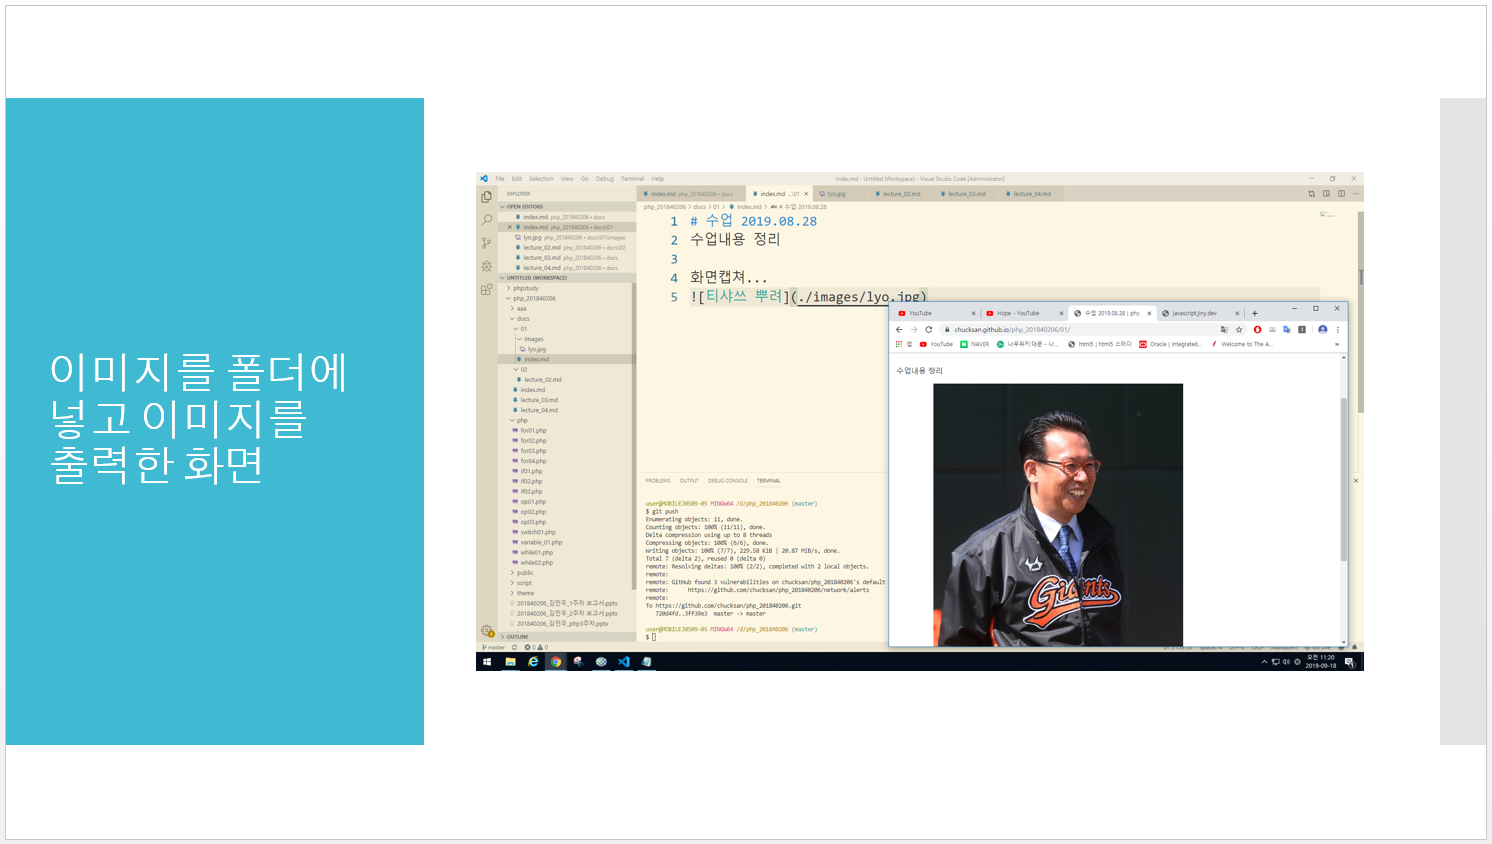 이미지를 폴더에
넣고 이미지를
출력한 화면
File Edit Selection View Go Debug Terminal Help
index.md - Untitled (Workspace) - Visual Studio Code [Administrator]
EXPLORER
OPEN EDITORS
index.md php_201840206 • docs
index.md php_201840206 • docs\01
lyo.jpg php_201840206 • docs\01\images
lecture_02.md php_201840206 • docs\02
lecture_03.md php_201840206 • docs
lecture_04.md php_201840206 • docs
UNTITLED (WORKSPACE)
phpstudy
php_201840206
aaa
docs
01
images
lyo.jpg
index.md
02
lecture_02.md
index.md
lecture_03.md
lecture_04.md
php
for01.php
for02.php
for03.php
for04.php
if01.php
if02.php
if03.php
op01.php
op02.php
op03.php
switch01.php
variable_01.php
while01.php
while02.php
public
script
theme
201840206_김민우_1주차 보고서.pptx
201840206_김민우_2주차 보고서.pptx
201840206_김민우_php3주차.pptx
OUTLINE
master 0 0
index.md php_201840206 • docs
index.md ...\01
lyo.jpg
lecture_02.md
lecture_03.md
lecture_04.md
php_201840206 > docs > 01 > index.md > # 수업 2019.08.28
1 # 수업 2019.08.28
2 수업내용 정리
3
4 화면캡쳐...
5 ![티샤쓰 뿌려](./images/lyo.jpg)
PROBLEMS OUTPUT DEBUG CONSOLE TERMINAL
user@MOBILEJ0509-05 MINGW64 /d/php_201840206 (master)
$ git push
Enumerating objects: 11, done.
Counting objects: 100% (11/11), done.
Delta compression using up to 8 threads
Compressing objects: 100% (6/6), done.
Writing objects: 100% (7/7), 229.58 KiB | 20.87 MiB/s, done.
Total 7 (delta 2), reused 0 (delta 0)
remote: Resolving deltas: 100% (2/2), completed with 2 local objects.
remote:
remote: GitHub found 3 vulnerabilities on chucksan/php_201840206's default
remote: https://github.com/chucksan/php_201840206/network/alerts
remote:
To https://github.com/chucksan/php_201840206.git
720d4fd..3ff39e3 master -> master
user@MOBILEJ0509-05 MINGW64 /d/php_201840206 (master)
$
YouTube
Hope - YouTube
수업 2019.08.28 | php_
javascript.jiny.dev
chucksan.github.io/php_201840206/01/
앱 YouTube NAVER 나무위키:대문 - 나... html5 | html5 스터디 Oracle | Integrated... Welcome to The A...
수업내용 정리
Giants
오전 11:20
2019-09-18